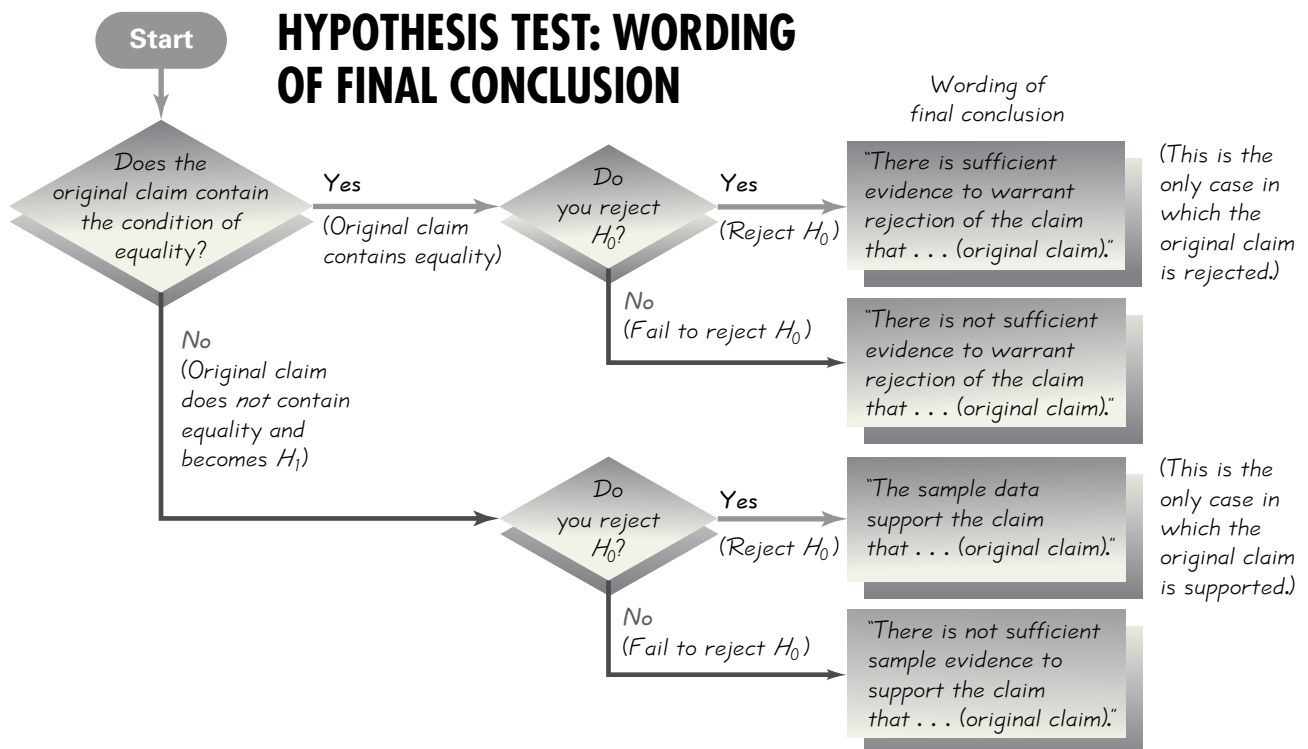 Start
HYPOTHESIS TEST: WORDING
OF FINAL CONCLUSION
Wording of
final conclusion
Does the
original claim contain
the condition of
equality?
Yes
(Original claim
contains equality)
Do
you reject
H₀?
Yes
(Reject H₀)
"There is sufficient
evidence to warrant
rejection of the claim
that . . . (original claim)."
(This is the
only case in
which the
original claim
is rejected.)
No
(Fail to reject H₀)
"There is not sufficient
evidence to warrant
rejection of the claim
that . . . (original claim)."
No
(Original claim
does not contain
equality and
becomes H₁)
Do
you reject
H₀?
Yes
(Reject H₀)
"The sample data
support the claim
that . . . (original claim)."
(This is the
only case in
which the
original claim
is supported.)
No
(Fail to reject H₀)
"There is not sufficient
sample evidence to
support the claim
that . . . (original claim)."